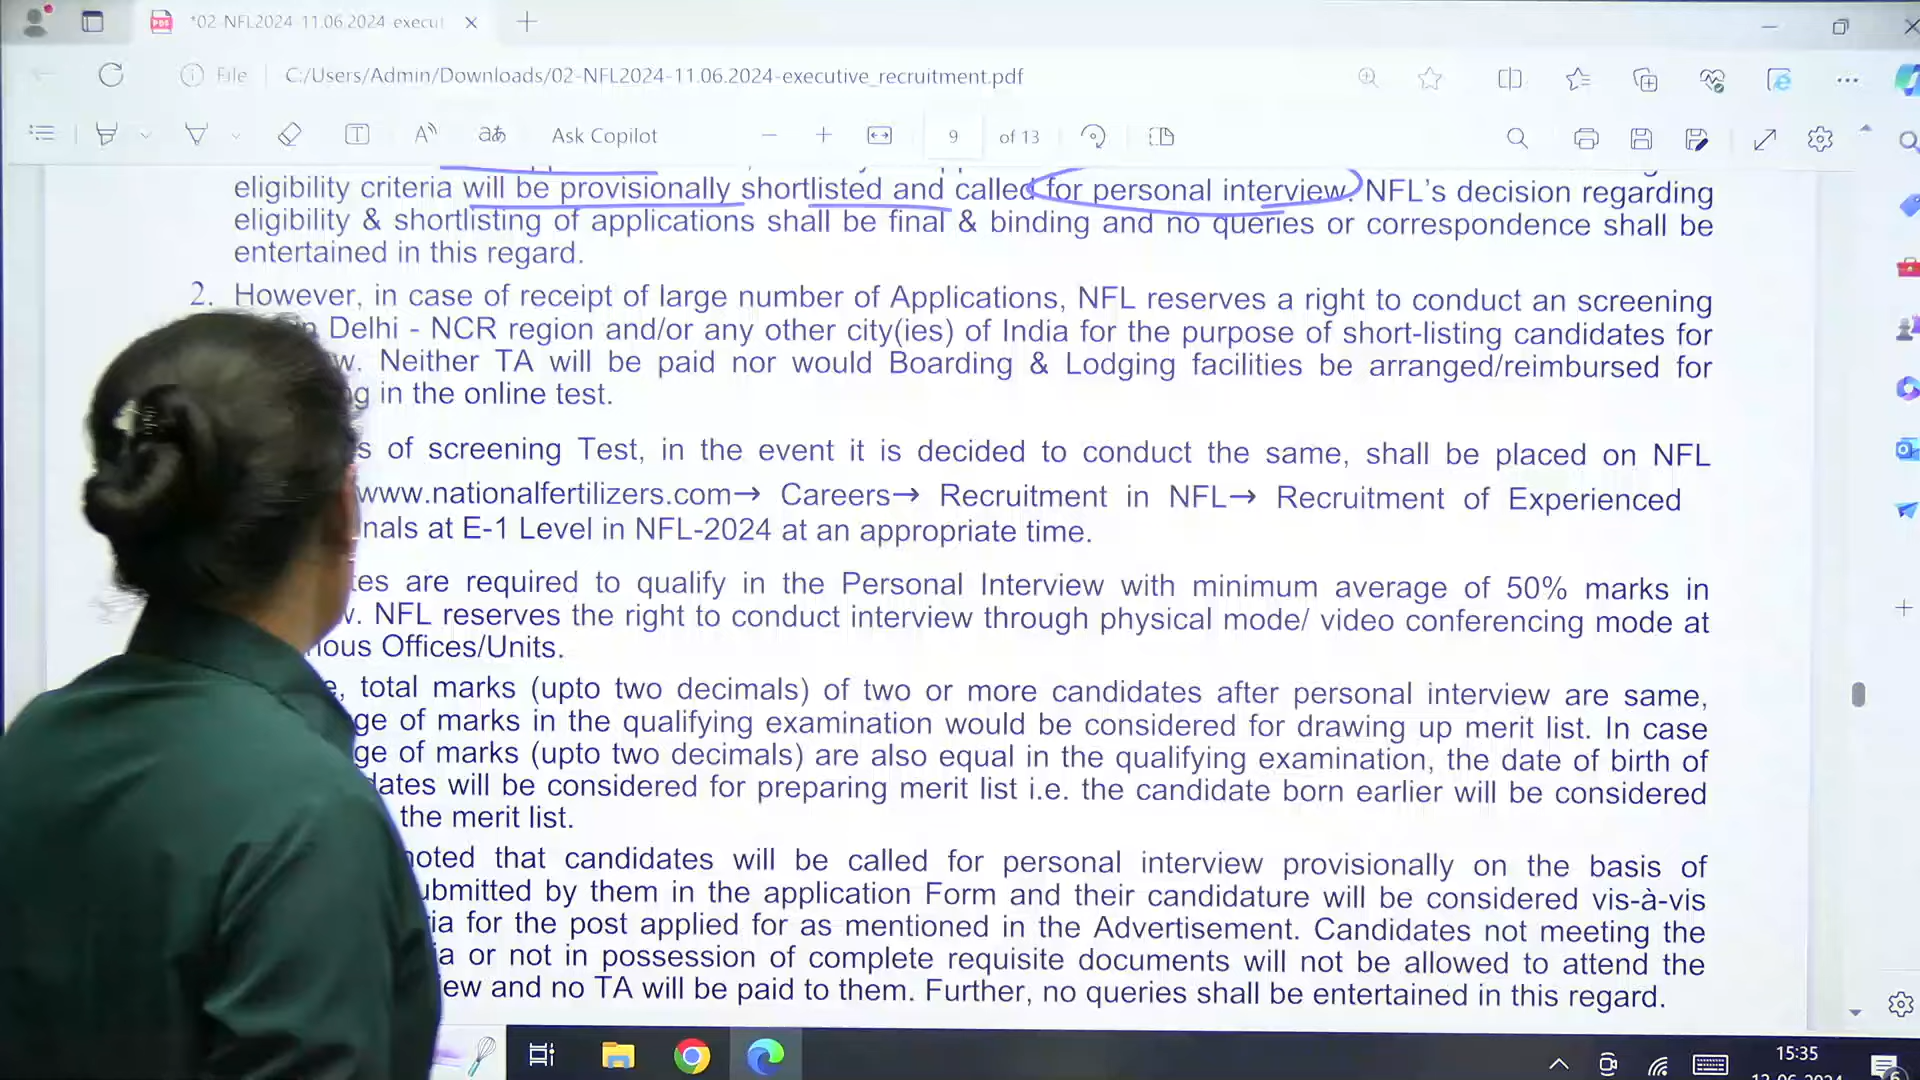 *02-NFL2024-11.06.2024-execut
File C:/Users/Admin/Downloads/02-NFL2024-11.06.2024-executive_recruitment.pdf
Ask Copilot 9 of 13
eligibility criteria will be provisionally shortlisted and called for personal interview. NFL's decision regarding
eligibility & shortlisting of applications shall be final & binding and no queries or correspondence shall be
entertained in this regard.
2. However, in case of receipt of large number of Applications, NFL reserves a right to conduct an screening
Delhi - NCR region and/or any other city(ies) of India for the purpose of short-listing candidates for
w. Neither TA will be paid nor would Boarding & Lodging facilities be arranged/reimbursed for
ng in the online test.
s of screening Test, in the event it is decided to conduct the same, shall be placed on NFL
www.nationalfertilizers.com→ Careers→ Recruitment in NFL→ Recruitment of Experienced
nals at E-1 Level in NFL-2024 at an appropriate time.
tes are required to qualify in the Personal Interview with minimum average of 50% marks in
w. NFL reserves the right to conduct interview through physical mode/ video conferencing mode at
ious Offices/Units.
e, total marks (upto two decimals) of two or more candidates after personal interview are same,
ge of marks in the qualifying examination would be considered for drawing up merit list. In case
ge of marks (upto two decimals) are also equal in the qualifying examination, the date of birth of
dates will be considered for preparing merit list i.e. the candidate born earlier will be considered
the merit list.
noted that candidates will be called for personal interview provisionally on the basis of
ubmitted by them in the application Form and their candidature will be considered vis-à-vis
ia for the post applied for as mentioned in the Advertisement. Candidates not meeting the
a or not in possession of complete requisite documents will not be allowed to attend the
ew and no TA will be paid to them. Further, no queries shall be entertained in this regard.
15:35